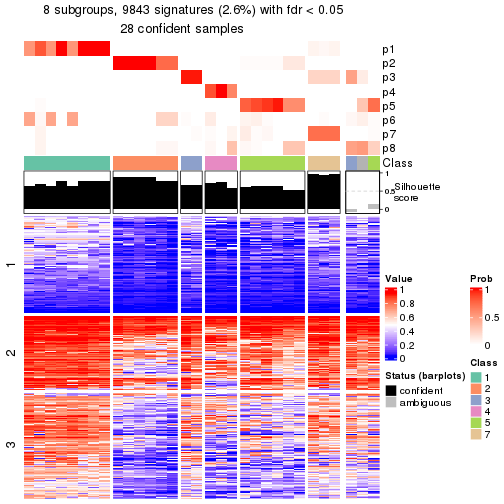 8 subgroups, 9843 signatures (2.6%) with fdr < 0.05
28 confident samples
p1
p2
p3
p4
p5
p6
p7
p8
Class
1
0.5
0
Silhouette
score
1
2
3
Value
1
0.8
0.6
0.4
0.2
0
Status (barplots)
confident
ambiguous
Prob
1
0.5
0
Class
1
2
3
4
5
7